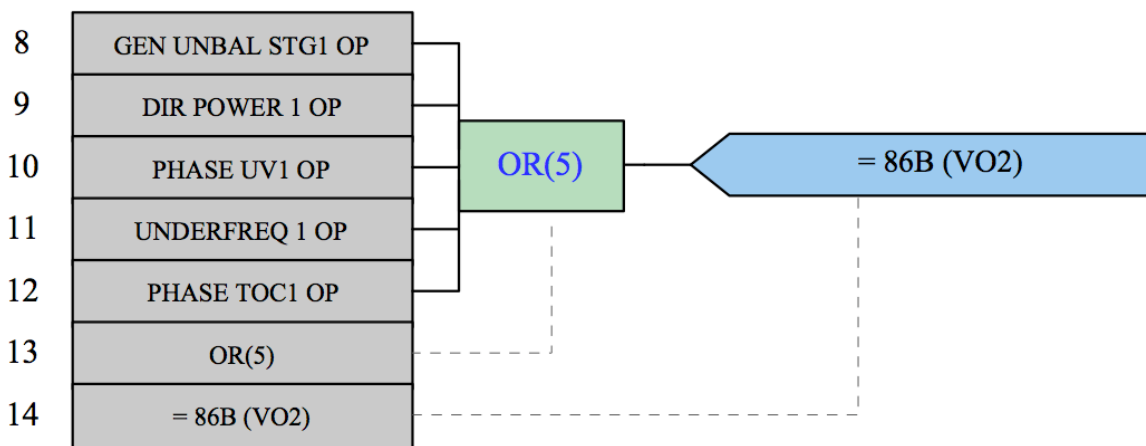 8 GEN UNBAL STG1 OP
9 DIR POWER 1 OP
10 PHASE UV1 OP
11 UNDERFREQ 1 OP
12 PHASE TOC1 OP
13 OR(5)
14 = 86B (VO2)
OR(5)
= 86B (VO2)